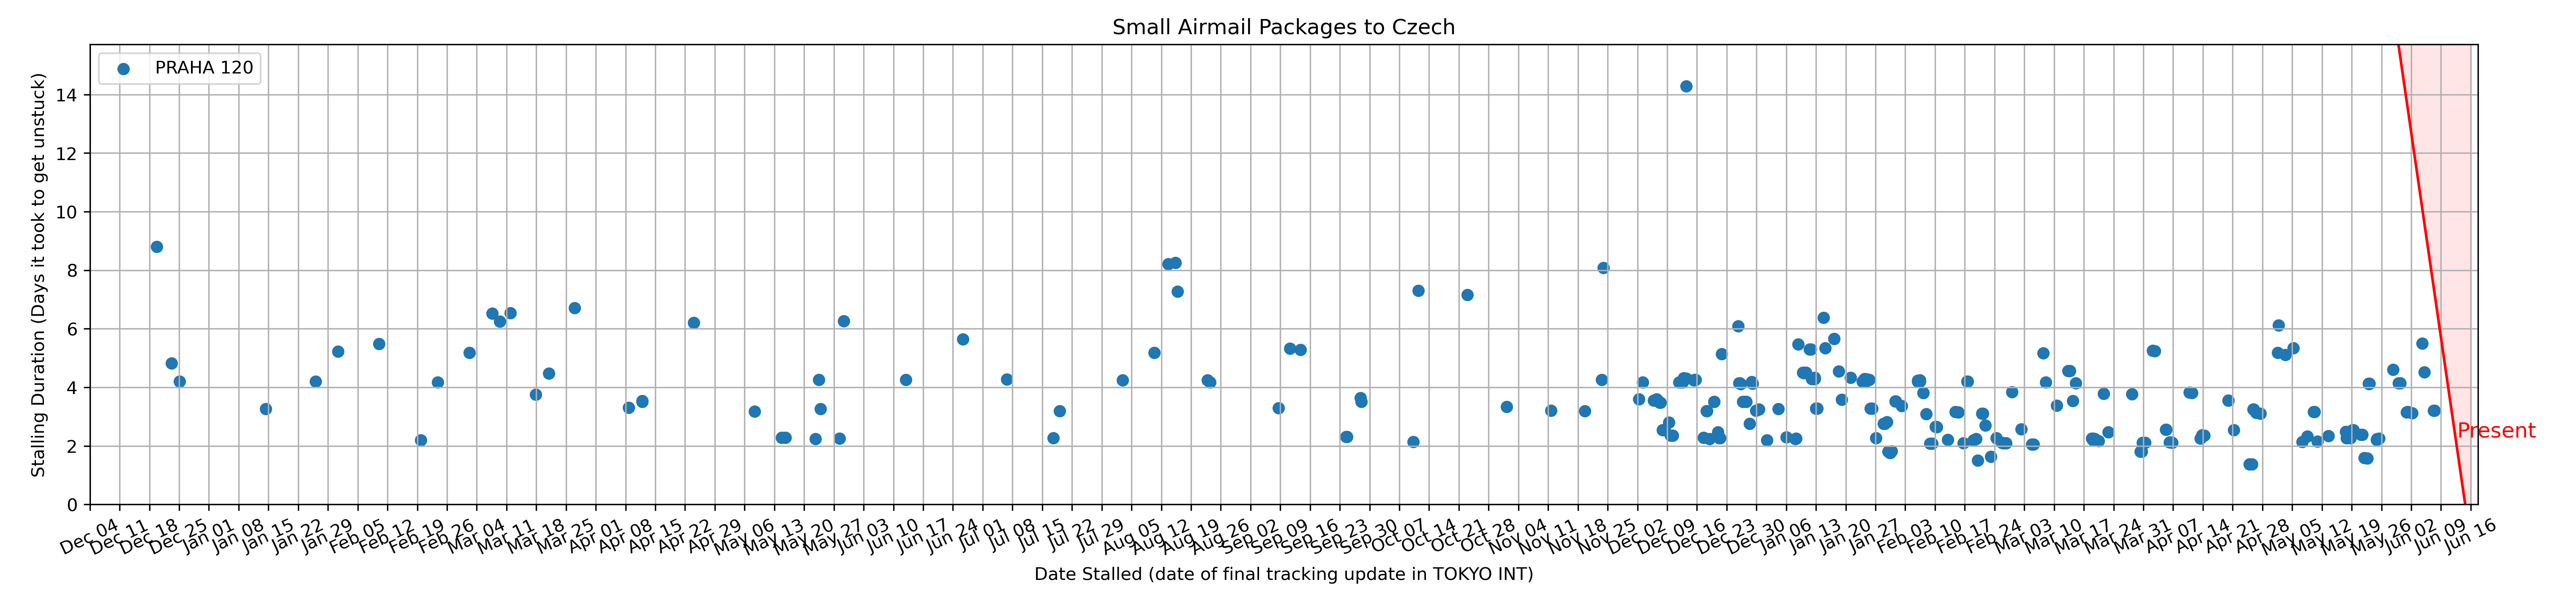 Small Airmail Packages to Czech
PRAHA 120
Stalling Duration (Days it took to get unstuck)
14
12
10
8
6
4
2
0
Present
Dec 04 Dec 11 Dec 18 Dec 25 Jan 01 Jan 08 Jan 15 Jan 22 Jan 29 Feb 05 Feb 12 Feb 19 Feb 26 Mar 04 Mar 11 Mar 18 Mar 25 Apr 01 Apr 08 Apr 15 Apr 22 Apr 29 May 06 May 13 May 20 May 27 Jun 03 Jun 10 Jun 17 Jun 24 Jul 01 Jul 08 Jul 15 Jul 22 Jul 29 Aug 05 Aug 12 Aug 19 Aug 26 Sep 02 Sep 09 Sep 16 Sep 23 Sep 30 Oct 07 Oct 14 Oct 21 Oct 28 Nov 04 Nov 11 Nov 18 Nov 25 Dec 02 Dec 09 Dec 16 Dec 23 Dec 30 Jan 06 Jan 13 Jan 20 Jan 27 Feb 03 Feb 10 Feb 17 Feb 24 Mar 03 Mar 10 Mar 17 Mar 24 Mar 31 Apr 07 Apr 14 Apr 21 Apr 28 May 05 May 12 May 19 May 26 Jun 02 Jun 09 Jun 16
Date Stalled (date of final tracking update in TOKYO INT)